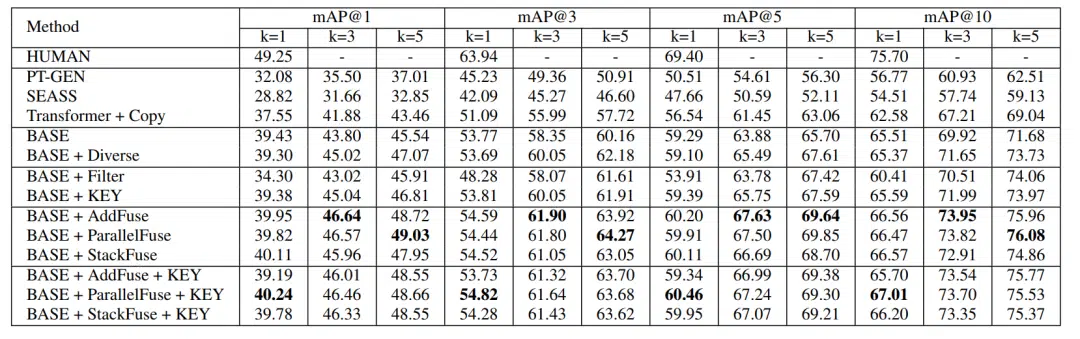 Method mAP@1 mAP@3 mAP@5 mAP@10
k=1 k=3 k=5 k=1 k=3 k=5 k=1 k=3 k=5 k=1 k=3 k=5
HUMAN 49.25 - - 63.94 - - 69.40 - - 75.70 - -
PT-GEN 32.08 35.50 37.01 45.23 49.36 50.91 50.51 54.61 56.30 56.77 60.93 62.51
SEASS 28.82 31.66 32.85 42.09 45.27 46.60 47.66 50.59 52.11 54.51 57.74 59.13
Transformer + Copy 37.55 41.88 43.46 51.09 55.99 57.72 56.54 61.45 63.06 62.58 67.21 69.04
BASE 39.43 43.80 45.54 53.77 58.35 60.16 59.29 63.88 65.70 65.51 69.92 71.68
BASE + Diverse 39.30 45.02 47.07 53.69 60.05 62.18 59.10 65.49 67.61 65.37 71.65 73.73
BASE + Filter 34.30 43.02 45.91 48.28 58.07 61.61 53.91 63.78 67.42 60.41 70.51 74.06
BASE + KEY 39.38 45.04 46.81 53.81 60.05 61.91 59.39 65.75 67.59 65.59 71.99 73.97
BASE + AddFuse 39.95 46.64 48.72 54.59 61.90 63.92 60.20 67.63 69.64 66.56 73.95 75.96
BASE + ParallelFuse 39.82 46.57 49.03 54.44 61.80 64.27 59.91 67.50 69.85 66.47 73.82 76.08
BASE + StackFuse 40.11 45.96 47.95 54.52 61.05 63.05 60.11 66.69 68.70 66.57 72.91 74.86
BASE + AddFuse + KEY 39.19 46.01 48.55 53.73 61.32 63.70 59.34 66.99 69.38 65.70 73.54 75.77
BASE + ParallelFuse + KEY 40.24 46.46 48.66 54.82 61.64 63.68 60.46 67.24 69.30 67.01 73.70 75.53
BASE + StackFuse + KEY 39.78 46.33 48.55 54.28 61.43 63.62 59.95 67.07 69.21 66.20 73.35 75.37